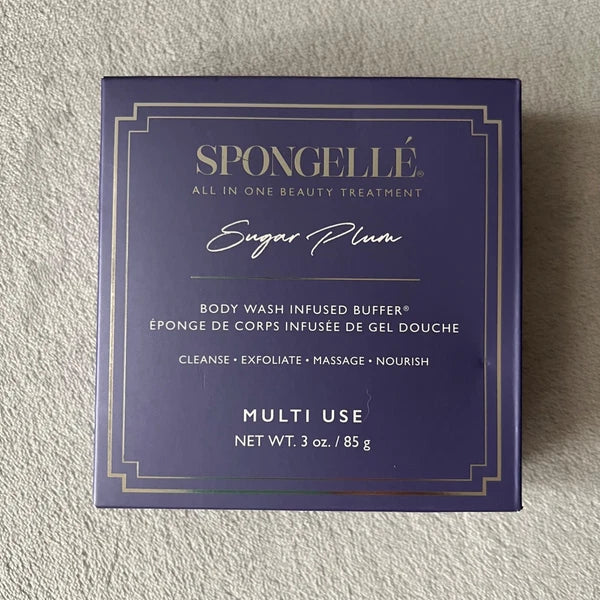 SPONGELLÉ®
ALL IN ONE BEAUTY TREATMENT
Sugar Plum
BODY WASH INFUSED BUFFER®
ÉPONGE DE CORPS INFUSÉE DE GEL DOUCHE
CLEANSE • EXFOLIATE • MASSAGE • NOURISH
MULTI USE
NET WT. 3 oz. / 85 g